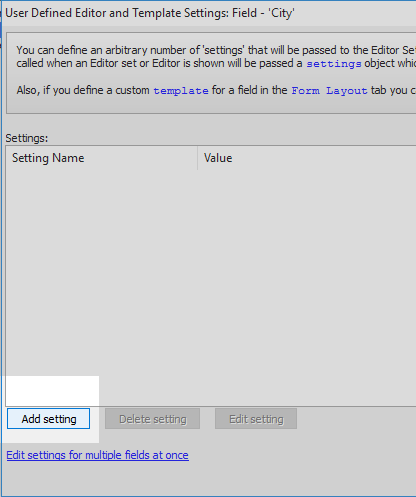 User Defined Editor and Template Settings: Field - 'City'
You can define an arbitrary number of 'settings' that will be passed to the Editor Se
called when an Editor set or Editor is shown will be passed a settings object whic
Also, if you define a custom template for a field in the Form Layout tab you c
Settings:
Setting Name Value
Add setting Delete setting Edit setting
Edit settings for multiple fields at once